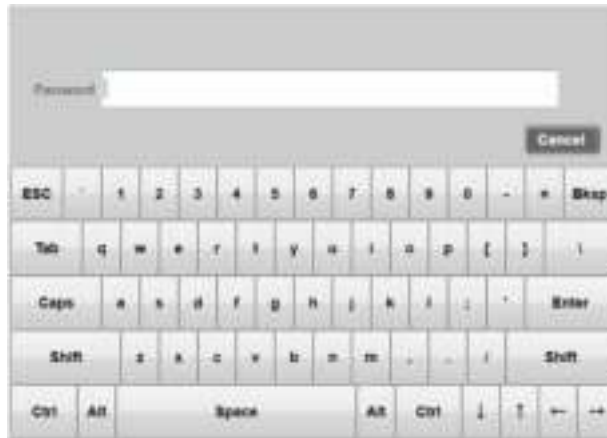 Password
Cancel
ESC ` 1 2 3 4 5 6 7 8 9 0 - = Bksp
Tab q w e r t y u i o p [ ] \
Caps a s d f g h j k l ; ' Enter
Shift z x c v b n m , . / Shift
Ctrl Alt Space Alt Ctrl ↓ ↑ ← →